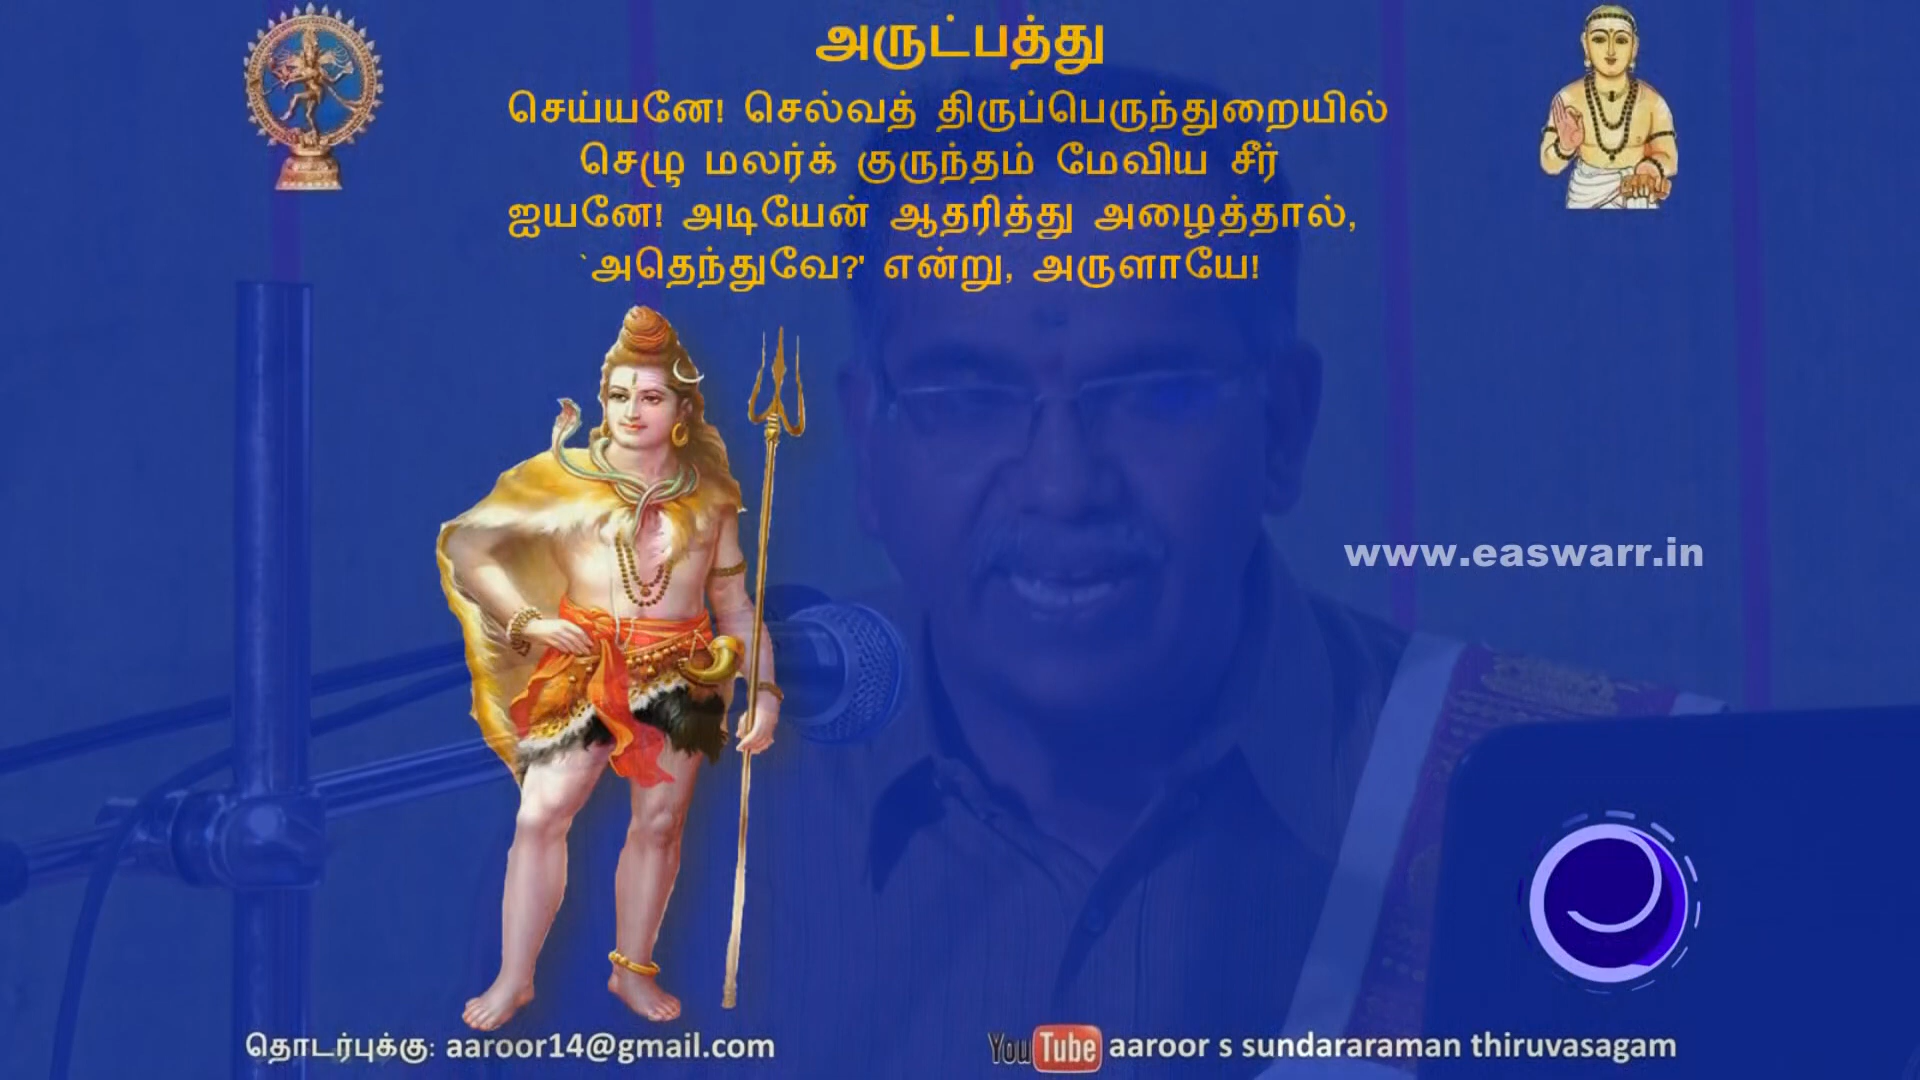 அருட்பத்து
செய்யனே! செல்வத் திருப்பெருந்துறையில்
செழு மலர்க் குருந்தம் மேவிய சீர்
ஐயனே! அடியேன் ஆதரித்து அழைத்தால்,
`அதெந்துவே?' என்று, அருளாயே!
www.easwarr.in
தொடர்புக்கு: aaroor14@gmail.com
YouTube aaroor s sundararaman thiruvasagam